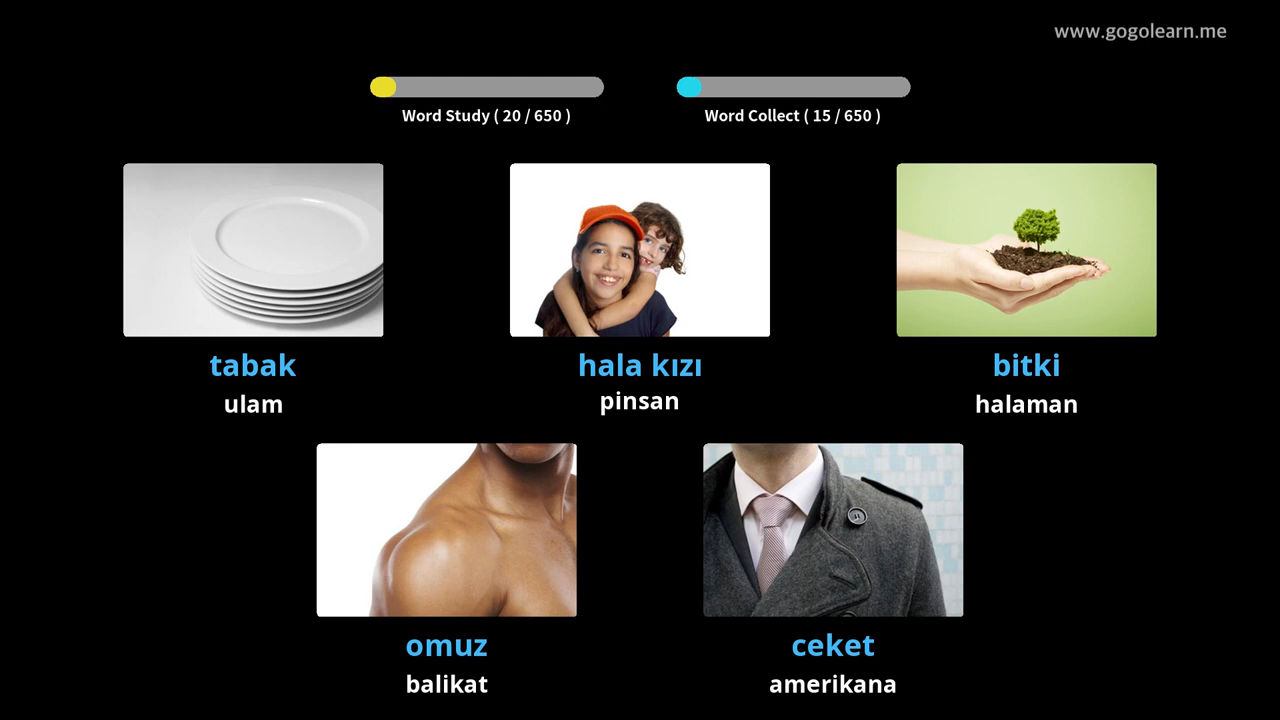 www.gogolearn.me
Word Study ( 20 / 650 )
Word Collect ( 15 / 650 )
tabak
ulam
hala kızı
pinsan
bitki
halaman
omuz
balikat
ceket
amerikana